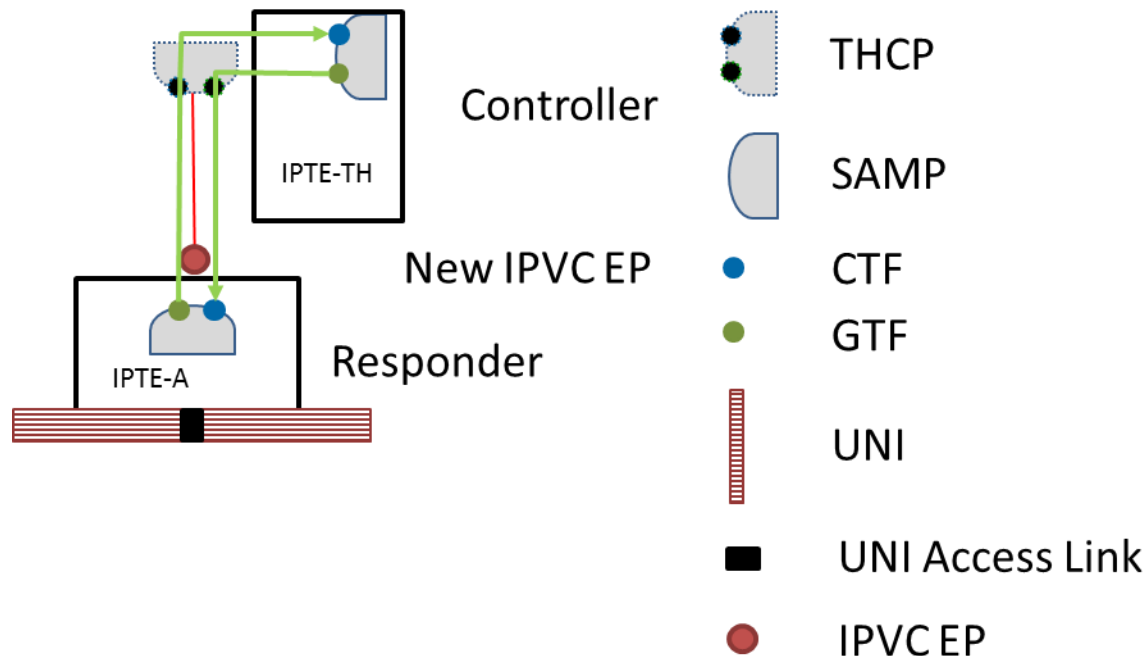 IPTE-TH
Controller
New IPVC EP
IPTE-A
Responder
THCP
SAMP
CTF
GTF
UNI
UNI Access Link
IPVC EP